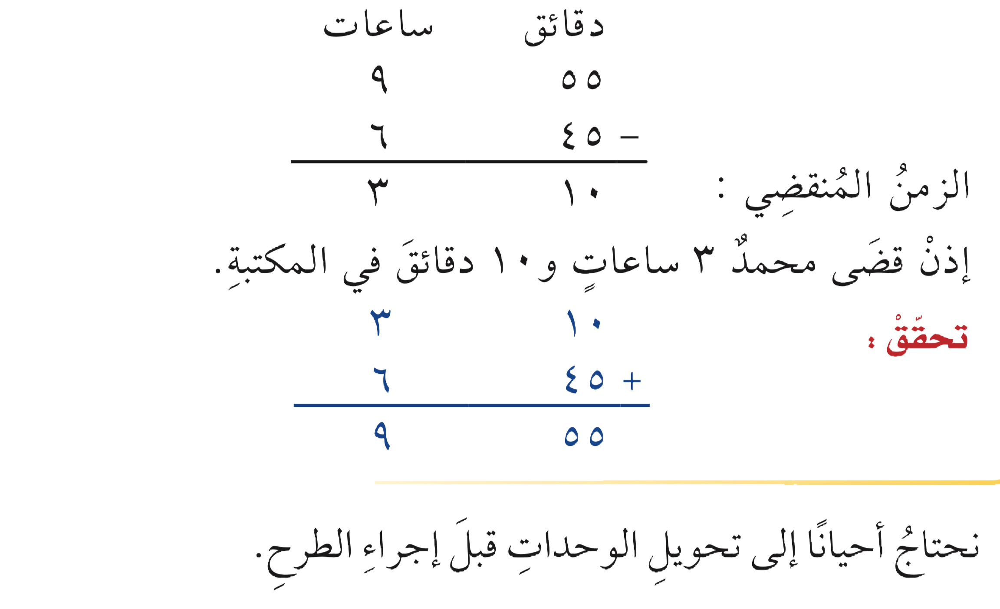 دقائق ساعات
٥٥ ٩
− ٤٥ ٦
الزمنُ المُنقضِي : ١٠ ٣
إذنْ قضَى محمدٌ ٣ ساعاتٍ و ١٠ دقائقَ في المكتبةِ.
تحقّقْ: ١٠ ٣
+ ٤٥ ٦
٥٥ ٩
نحتاجُ أحيانًا إلى تحويلِ الوحداتِ قبلَ إجراءِ الطرحِ.